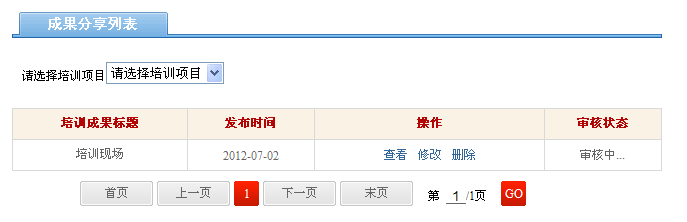 成果分享列表
请选择培训项目 请选择培训项目
培训成果标题 发布时间 操作 审核状态
培训现场 2012-07-02 查看 修改 删除 审核中...
首页 上一页 1 下一页 末页 第 1 /1页 GO